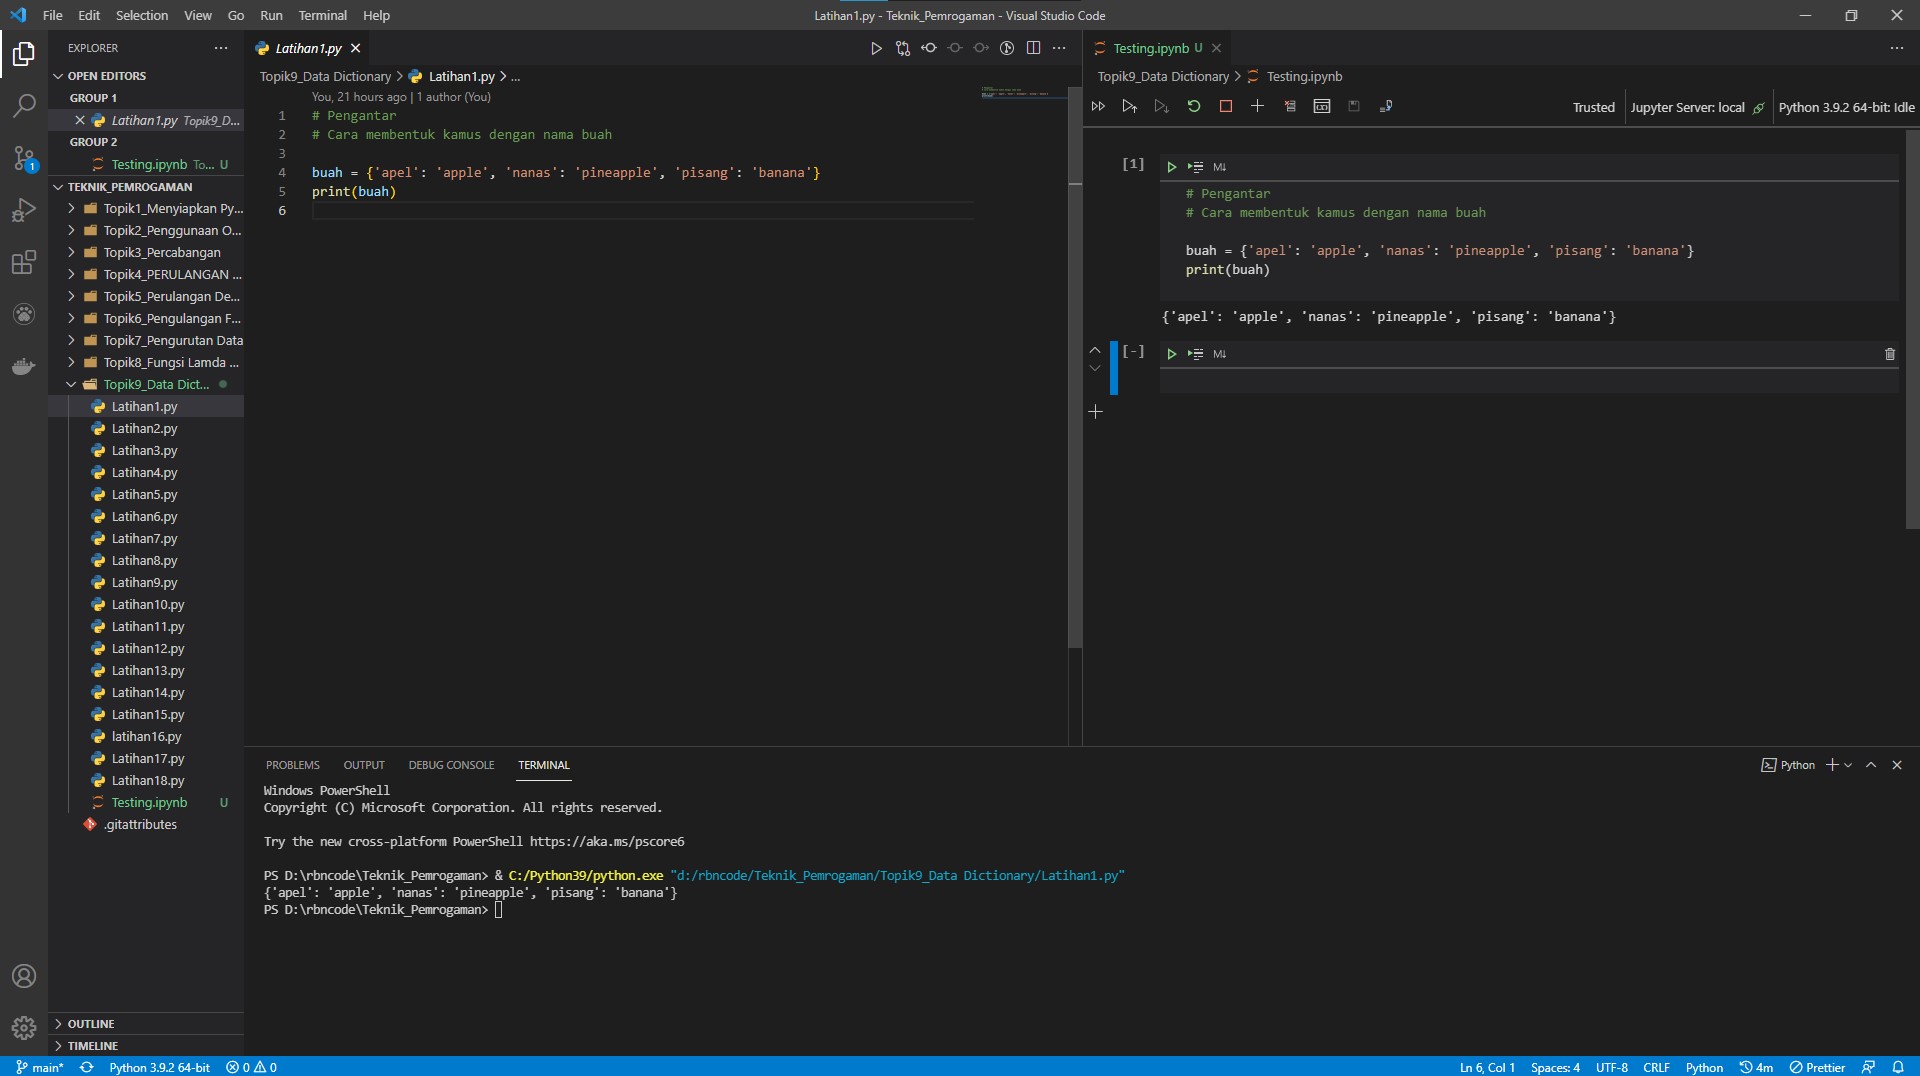 File Edit Selection View Go Run Terminal Help
Latihan1.py - Teknik_Pemrogaman - Visual Studio Code
EXPLORER
OPEN EDITORS
GROUP 1
Latihan1.py Topik9_D...
GROUP 2
Testing.ipynb To... U
TEKNIK_PEMROGAMAN
Topik1_Menyiapkan Py...
Topik2_Penggunaan O...
Topik3_Percabangan
Topik4_PERULANGAN ...
Topik5_Perulangan De...
Topik6_Pengulangan F...
Topik7_Pengurutan Data
Topik8_Fungsi Lamda ...
Topik9_Data Dict...
Latihan1.py
Latihan2.py
Latihan3.py
Latihan4.py
Latihan5.py
Latihan6.py
Latihan7.py
Latihan8.py
Latihan9.py
Latihan10.py
Latihan11.py
Latihan12.py
Latihan13.py
Latihan14.py
Latihan15.py
latihan16.py
Latihan17.py
Latihan18.py
Testing.ipynb U
.gitattributes
OUTLINE
TIMELINE
1
Latihan1.py
Topik9_Data Dictionary > Latihan1.py > ...
You, 21 hours ago | 1 author (You)
1 # Pengantar
2 # Cara membentuk kamus dengan nama buah
3
4 buah = {'apel': 'apple', 'nanas': 'pineapple', 'pisang': 'banana'}
5 print(buah)
6
Testing.ipynb U
Topik9_Data Dictionary > Testing.ipynb
Trusted Jupyter Server: local Python 3.9.2 64-bit: Idle
[1] M↓
# Pengantar
# Cara membentuk kamus dengan nama buah
buah = {'apel': 'apple', 'nanas': 'pineapple', 'pisang': 'banana'}
print(buah)
{'apel': 'apple', 'nanas': 'pineapple', 'pisang': 'banana'}
[-] M↓
PROBLEMS OUTPUT DEBUG CONSOLE TERMINAL
Python
Windows PowerShell
Copyright (C) Microsoft Corporation. All rights reserved.
Try the new cross-platform PowerShell https://aka.ms/pscore6
PS D:\rbncode\Teknik_Pemrogaman> & C:/Python39/python.exe "d:/rbncode/Teknik_Pemrogaman/Topik9_Data Dictionary/Latihan1.py"
{'apel': 'apple', 'nanas': 'pineapple', 'pisang': 'banana'}
PS D:\rbncode\Teknik_Pemrogaman>
main* Python 3.9.2 64-bit 0 0
Ln 6, Col 1 Spaces: 4 UTF-8 CRLF Python 4m Prettier